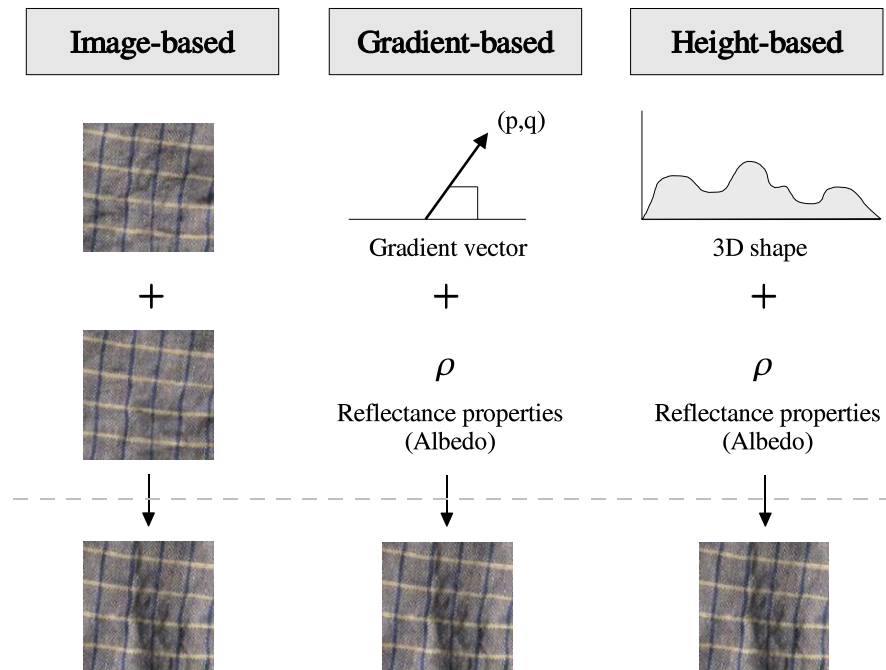 Image-based
Gradient-based
Height-based
(p,q)
Gradient vector
3D shape
+
+
+
ρ
ρ
Reflectance properties
(Albedo)
Reflectance properties
(Albedo)